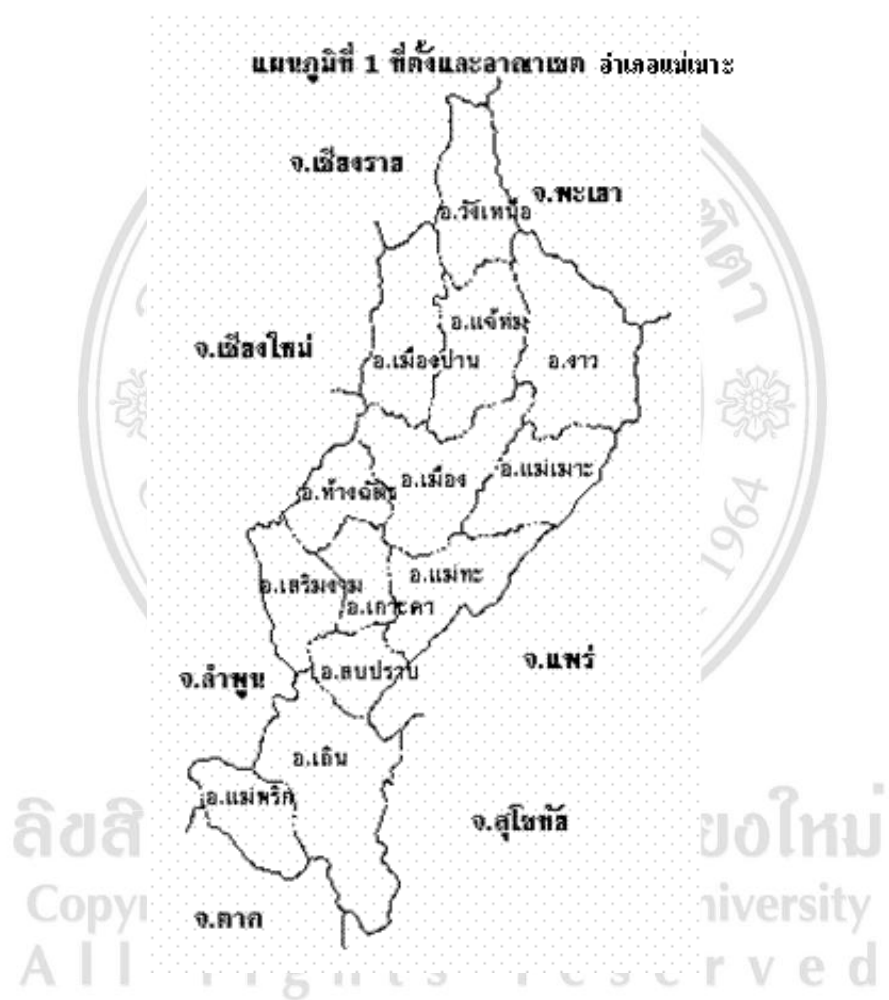 แผนภูมิที่ 1 ที่ตั้งและอาณาเขต อำเภอแม่เมาะ
จ.เชียงราย
จ.พะเยา
อ.วังเหนือ
อ.แจ้ห่ม
จ.เชียงใหม่
อ.เมืองปาน
อ.งาว
อ.เมือง
อ.แม่เมาะ
อ.ห้างฉัตร
อ.แม่ทะ
อ.เสริมงาม
อ.เกาะคา
จ.แพร่
จ.ลำพูน
อ.สบปราบ
อ.เถิน
อ.แม่พริก
จ.สุโขทัย
จ.ตาก
1964
ลิขสิ
ยงใหม่
Copy
niversity
All rights reserved